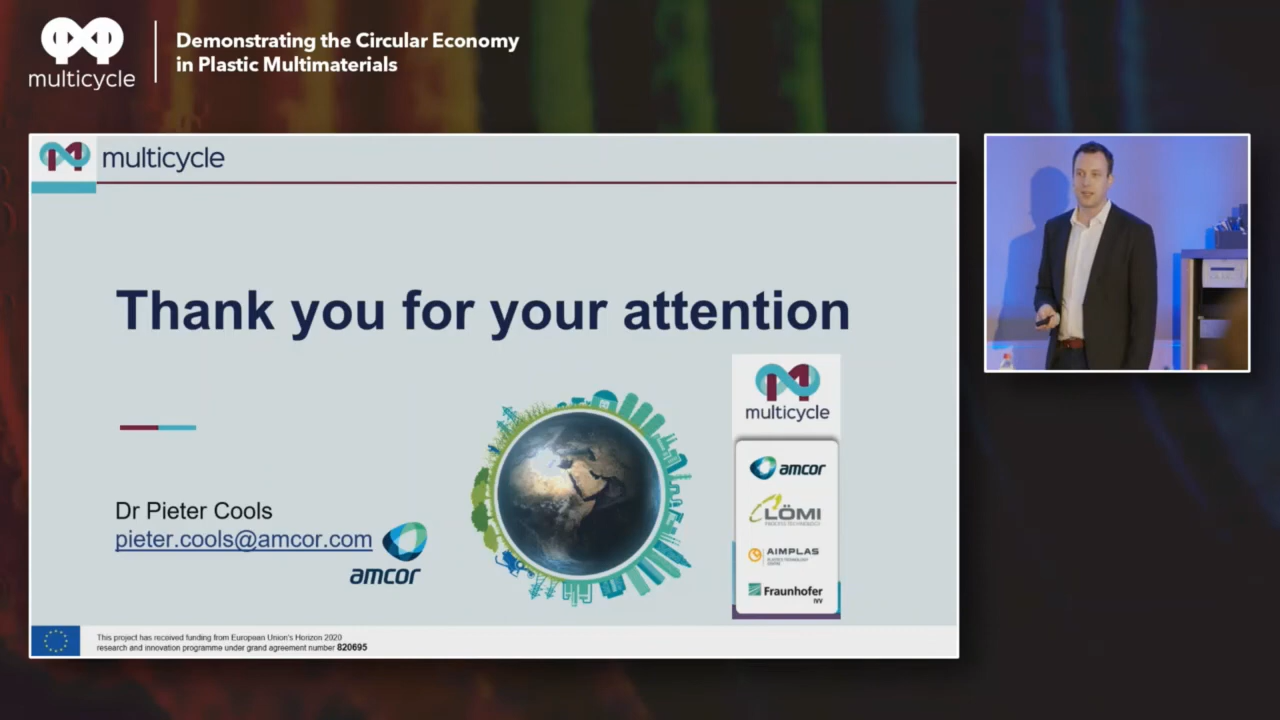 multicycle
Demonstrating the Circular Economy
in Plastic Multimaterials
multicycle
Thank you for your attention
Dr Pieter Cools
pieter.cools@amcor.com
amcor
multicycle
amcor
LÖMI
AIMPLAS
Fraunhofer
IVV
This project has received funding from European Union's Horizon 2020
research and innovation programme under grant agreement number 820695